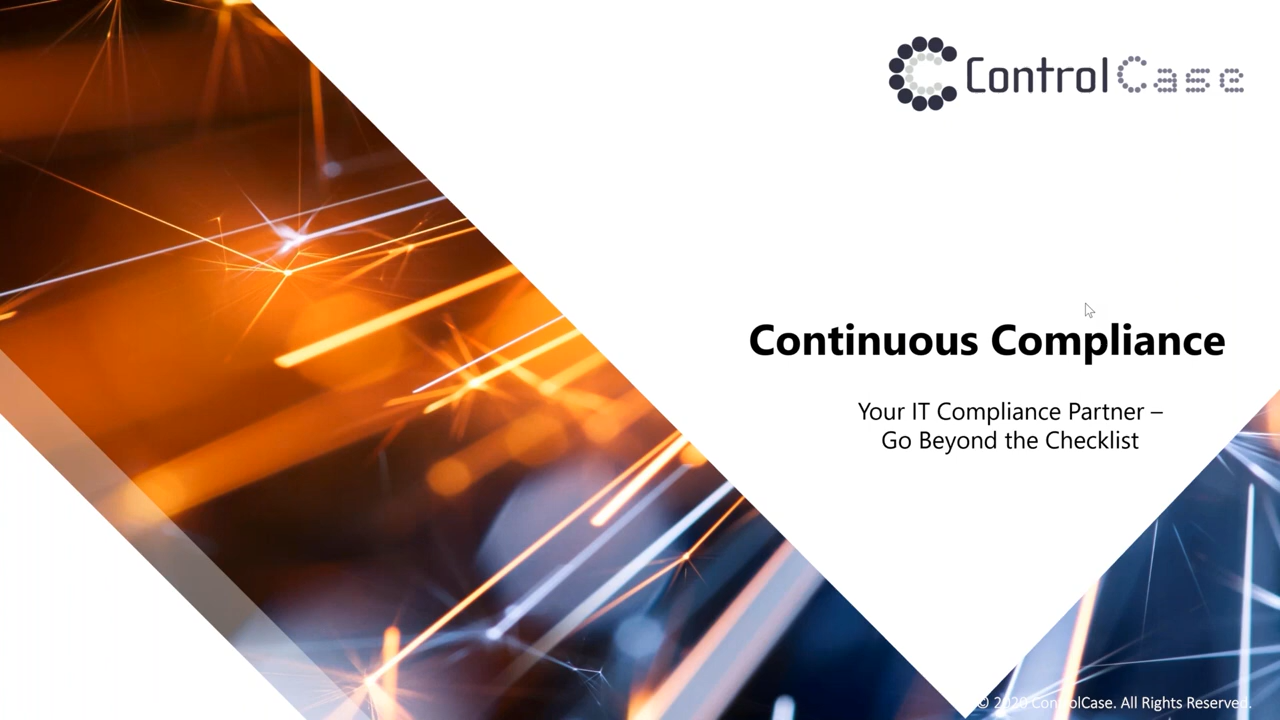 ControlCase
Continuous Compliance
Your IT Compliance Partner –
Go Beyond the Checklist
© 2020 ControlCase. All Rights Reserved.